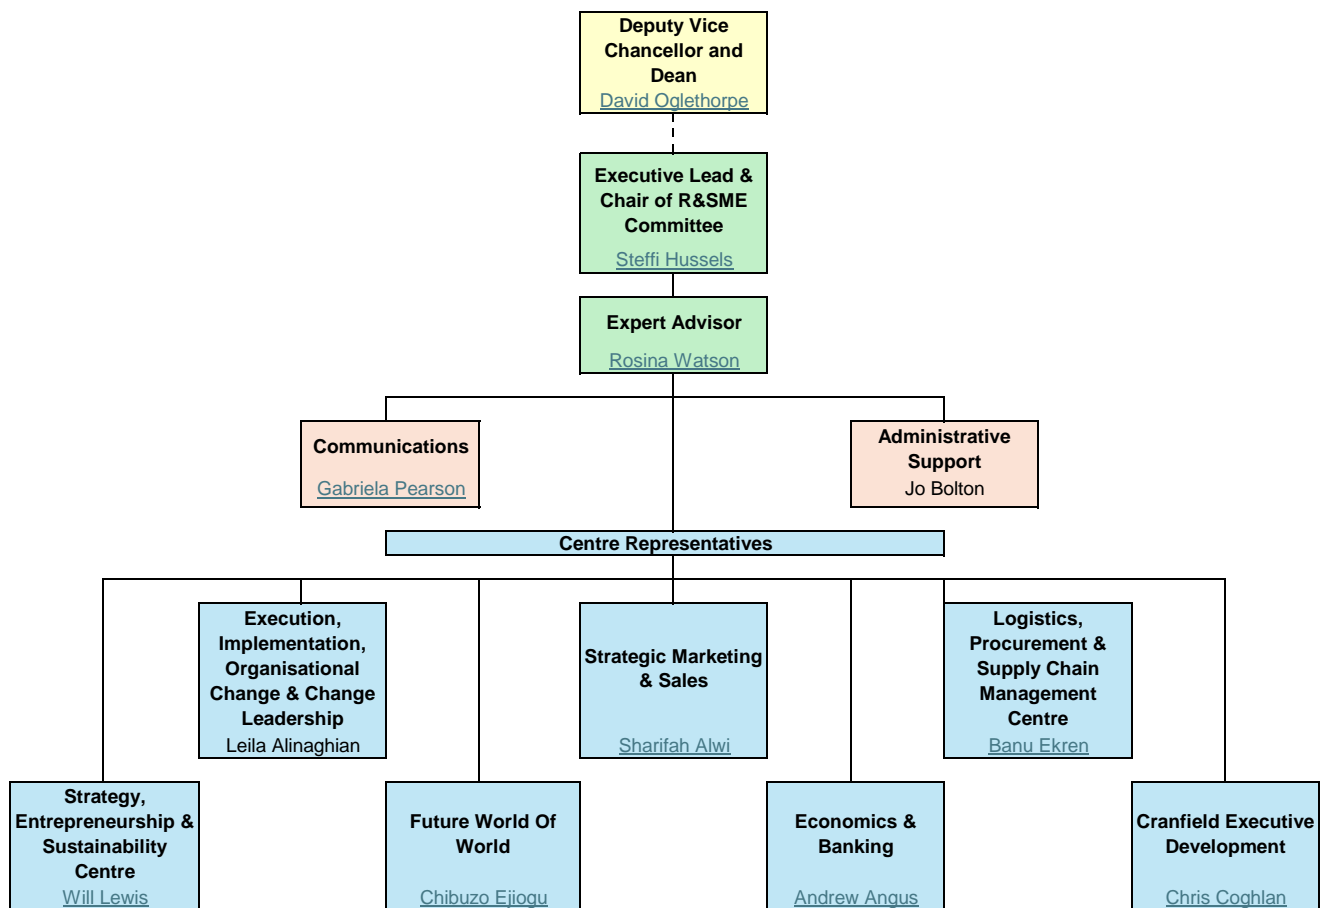 Deputy Vice
Chancellor and
Dean
David Oglethorpe
Executive Lead &
Chair of R&SME
Committee
Steffi Hussels
Expert Advisor
Rosina Watson
Communications
Gabriela Pearson
Administrative
Support
Jo Bolton
Centre Representatives
Execution,
Implementation,
Organisational
Change & Change
Leadership
Leila Alinaghian
Strategic Marketing
& Sales
Sharifah Alwi
Logistics,
Procurement &
Supply Chain
Management
Centre
Banu Ekren
Strategy,
Entrepreneurship &
Sustainability
Centre
Will Lewis
Future World Of
World
Chibuzo Ejiogu
Economics &
Banking
Andrew Angus
Cranfield Executive
Development
Chris Coghlan